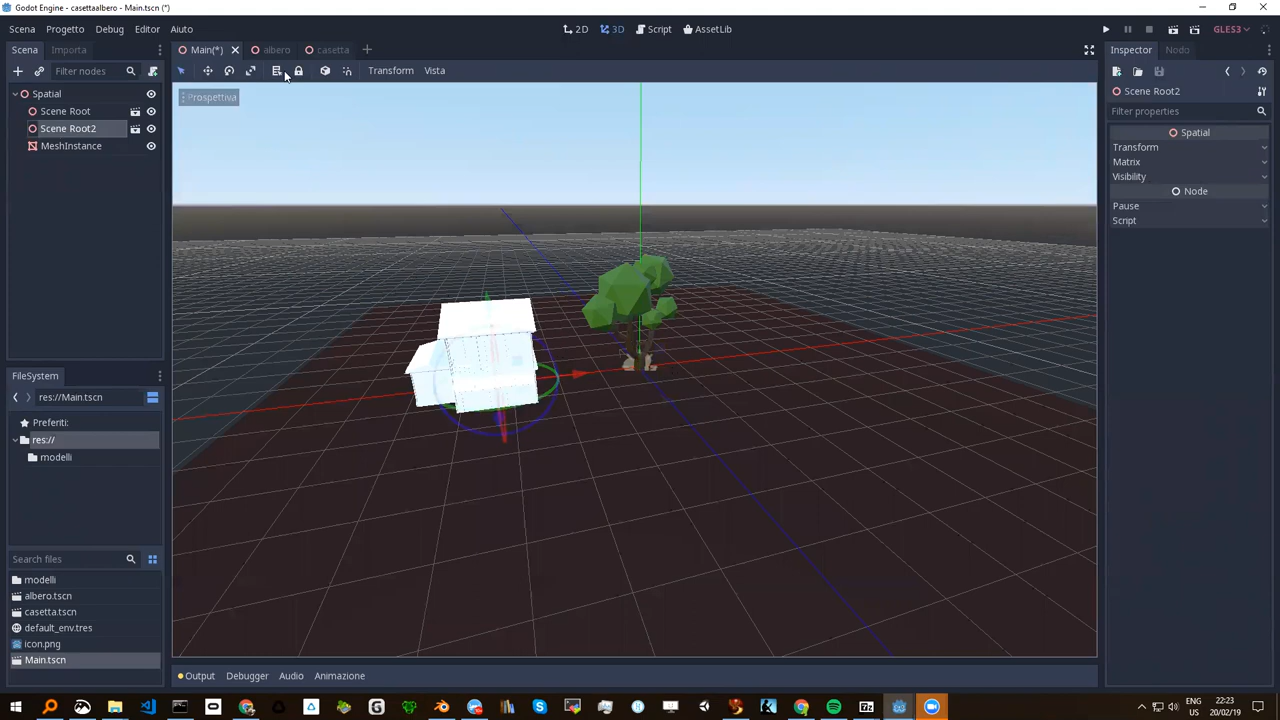 Godot Engine - casettaalbero - Main.tscn (*)
Scena Progetto Debug Editor Aiuto
2D 3D Script AssetLib
GLES3
Scena Importa
Filter nodes
Spatial
Scene Root
Scene Root2
MeshInstance
Main(*) albero casetta
Transform Vista
Prospettiva
FileSystem
res://Main.tscn
Preferiti:
res://
modelli
Search files
modelli
albero.tscn
casetta.tscn
default_env.tres
icon.png
Main.tscn
Output Debugger Audio Animazione
Inspector Nodo
Scene Root2
Filter properties
Spatial
Transform
Matrix
Visibility
Node
Pause
Script
ENG
US
22:23
20/02/19